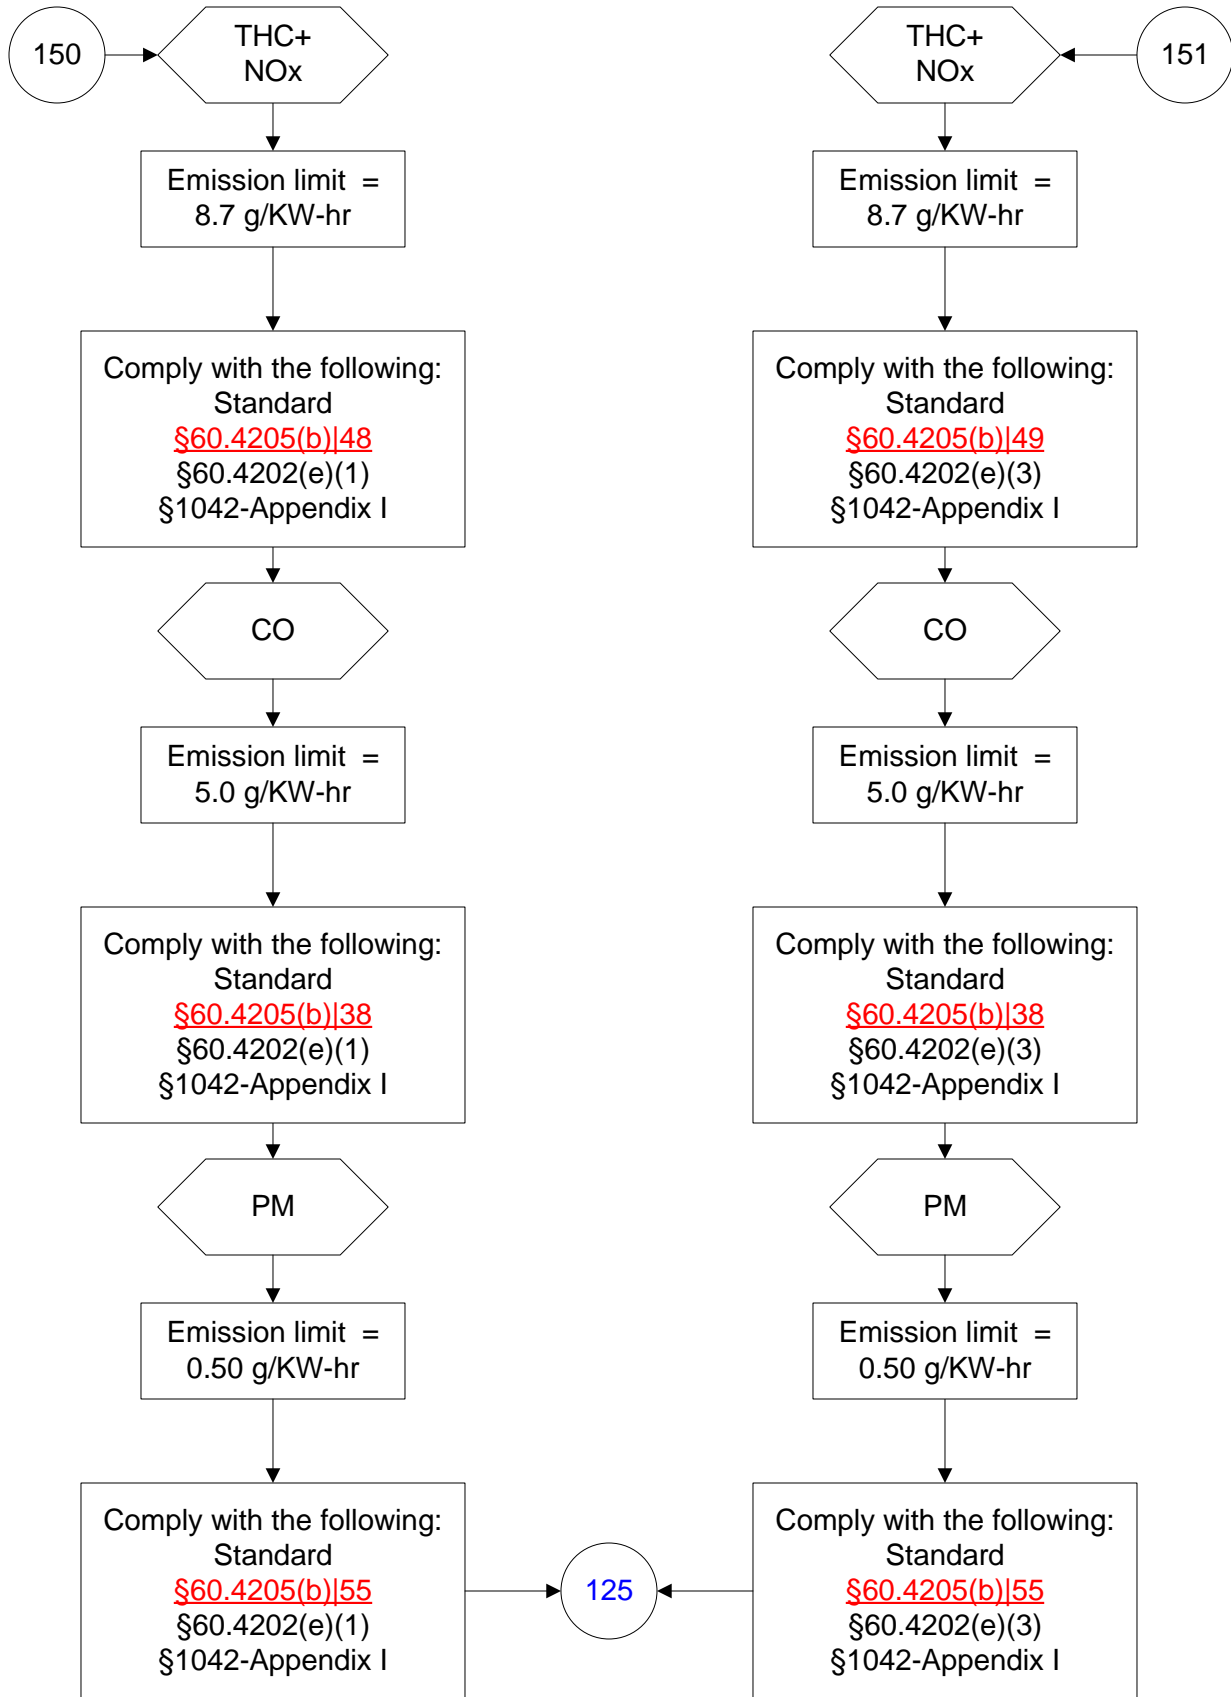 150
THC+
NOx
Emission limit =
8.7 g/KW-hr
Comply with the following:
Standard
§60.4205(b)|48
§60.4202(e)(1)
§1042-Appendix I
CO
Emission limit =
5.0 g/KW-hr
Comply with the following:
Standard
§60.4205(b)|38
§60.4202(e)(1)
§1042-Appendix I
PM
Emission limit =
0.50 g/KW-hr
Comply with the following:
Standard
§60.4205(b)|55
§60.4202(e)(1)
§1042-Appendix I
125
THC+
NOx
151
Emission limit =
8.7 g/KW-hr
Comply with the following:
Standard
§60.4205(b)|49
§60.4202(e)(3)
§1042-Appendix I
CO
Emission limit =
5.0 g/KW-hr
Comply with the following:
Standard
§60.4205(b)|38
§60.4202(e)(3)
§1042-Appendix I
PM
Emission limit =
0.50 g/KW-hr
Comply with the following:
Standard
§60.4205(b)|55
§60.4202(e)(3)
§1042-Appendix I